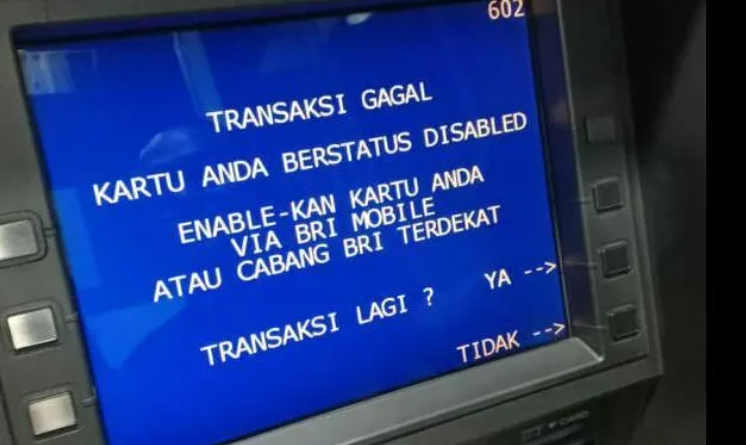 602
TRANSAKSI GAGAL
KARTU ANDA BERSTATUS DISABLED
ENABLE-KAN KARTU ANDA
VIA BRI MOBILE
ATAU CABANG BRI TERDEKAT
YA -->
TRANSAKSI LAGI ?
TIDAK -->